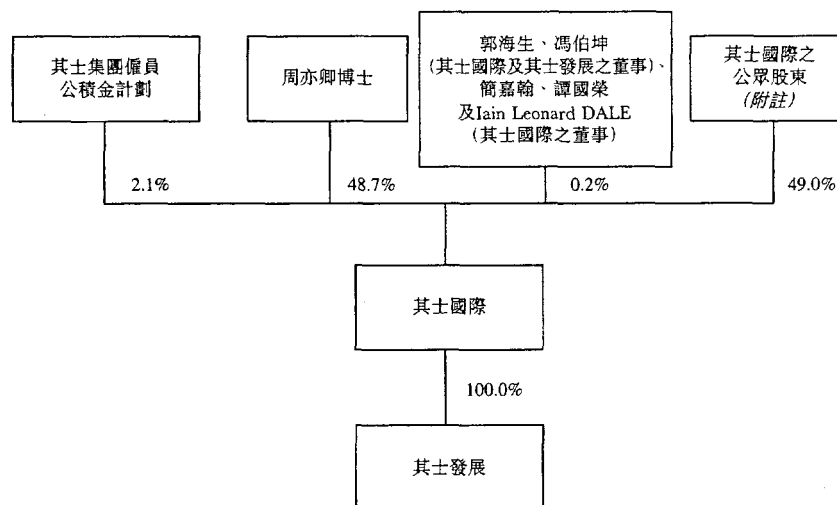 其士集團僱員
公積金計劃
周亦卿博士
郭海生、馮伯坤
(其士國際及其士發展之董事)、
簡嘉翰、譚國榮
及Iain Leonard DALE
(其士國際之董事)
其士國際之
公眾股東
(附註)
2.1%
48.7%
0.2%
49.0%
其士國際
100.0%
其士發展